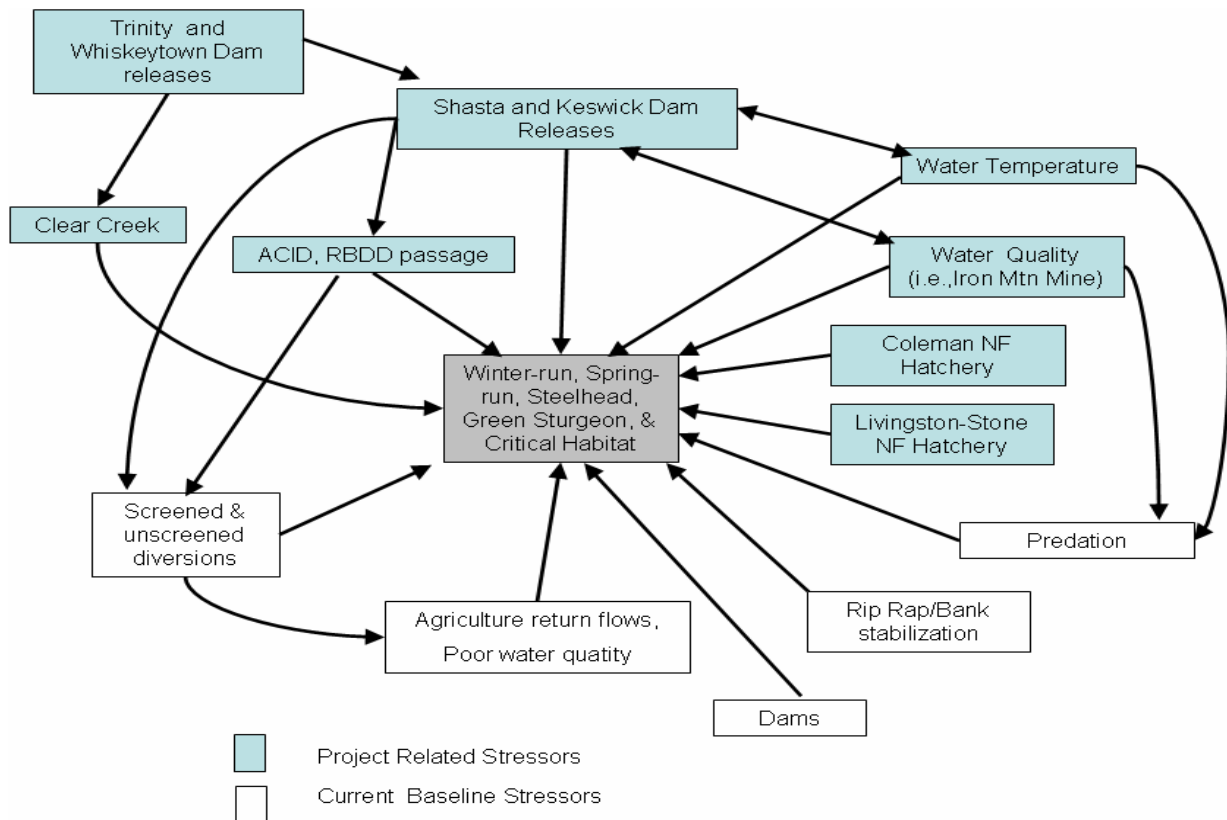 Trinity and
Whiskeytown Dam
releases
Shasta and Keswick Dam
Releases
Water Temperature
Clear Creek
ACID, RBDD passage
Water Quality
(i.e.,Iron Mtn Mine)
Coleman NF
Hatchery
Winter-run, Spring-
run, Steelhead,
Green Sturgeon, &
Critical Habitat
Livingston-Stone
NF Hatchery
Screened &
unscreened
diversions
Predation
Agriculture return flows,
Poor water quatity
Rip Rap/Bank
stabilization
Dams
Project Related Stressors
Current Baseline Stressors